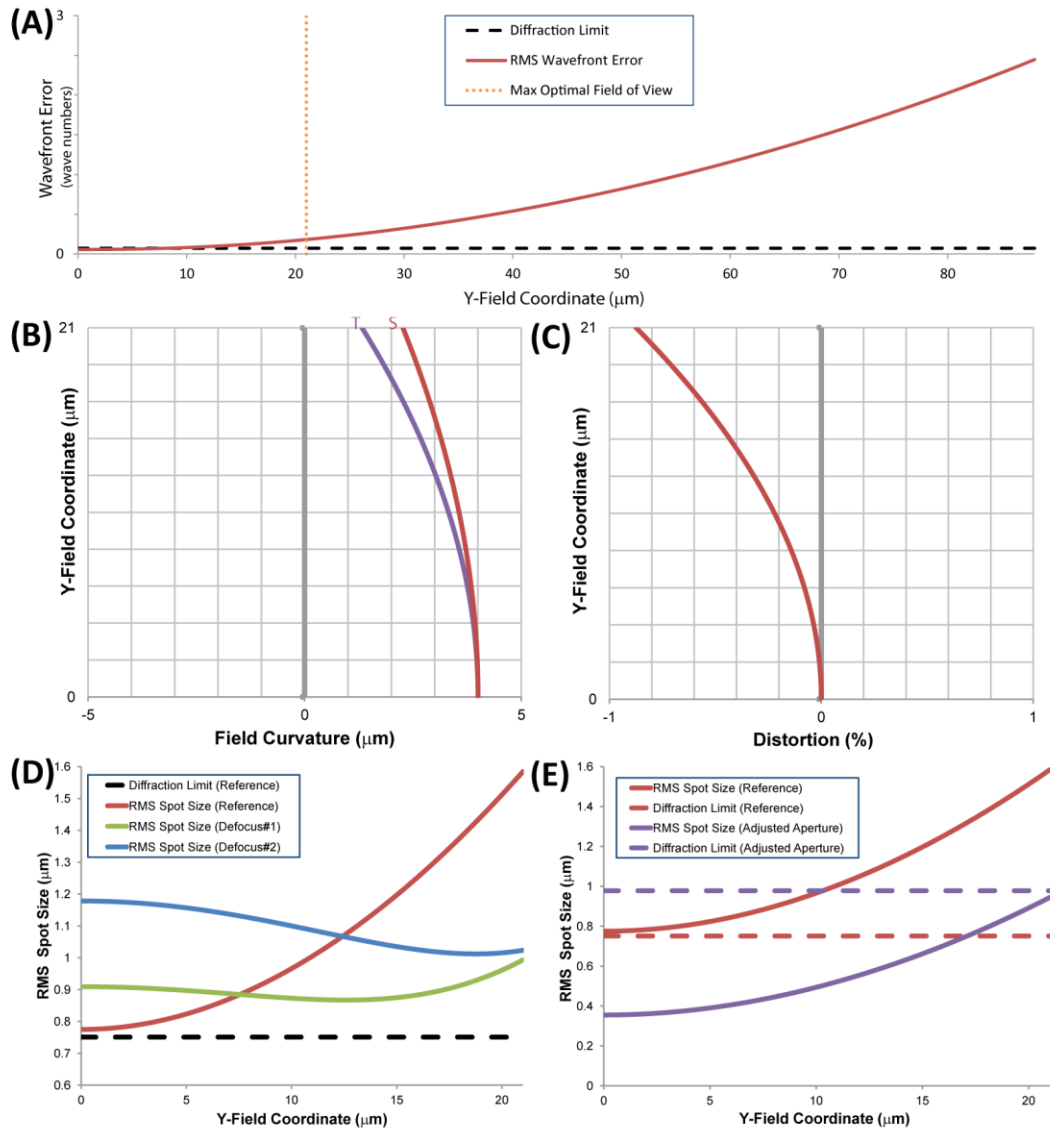 (A)
3
Wavefront Error
(wave numbers)
0
Diffraction Limit
RMS Wavefront Error
Max Optimal Field of View
0 10 20 30 40 50 60 70 80
Y-Field Coordinate (μm)
(B)
T S
21
Y-Field Coordinate (μm)
0
-5 0 5
Field Curvature (μm)
(C)
21
Y-Field Coordinate (μm)
0
-1 0 1
Distortion (%)
(D)
1.6
1.5
1.4
1.3
1.2
1.1
1
0.9
0.8
0.7
0.6
RMS Spot Size (μm)
Diffraction Limit (Reference)
RMS Spot Size (Reference)
RMS Spot Size (Defocus#1)
RMS Spot Size (Defocus#2)
0 5 10 15 20
Y-Field Coordinate (μm)
(E)
1.6
1.4
1.2
1
0.8
0.6
0.4
0.2
0
RMS Spot Size (μm)
RMS Spot Size (Reference)
Diffraction Limit (Reference)
RMS Spot Size (Adjusted Aperture)
Diffraction Limit (Adjusted Aperture)
0 5 10 15 20
Y-Field Coordinate (μm)